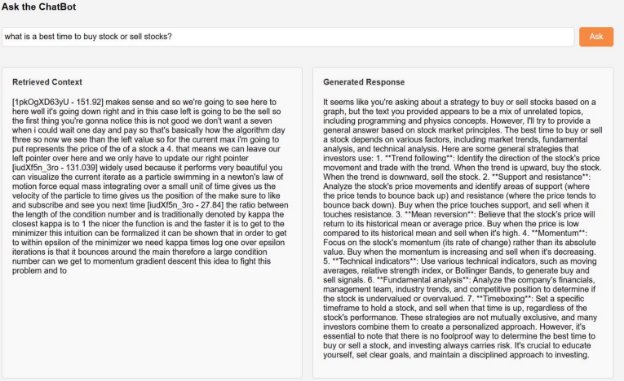 Ask the ChatBot
what is a best time to buy stock or sell stocks?
Ask
Retrieved Context
[1pkOgXD63yU - 151.92] makes sense and so we're going to see here to
here well it's going down right and in this case left is going to be the sell so
the first thing you're gonna notice this is not good we don't want a seven
when i could wait one day and pay so that's basically how the algorithm day
three so now we see than the left value so for the current max i'm going to
put represents the price of the of a stock a 4. that means we can leave our
left pointer over here and we only have to update our right pointer
[iudXf5n_3ro - 131.039] widely used because it performs very beautiful you
can visualize the current iterate as a particle swimming in a newton's law of
motion force equal mass integrating over a small unit of time gives us the
velocity of the particle to time gives us the position of the make sure to like
and subscribe and see you next time [iudXf5n_3ro - 27.84] the ratio between
the length of the condition number and is traditionally denoted by kappa the
closest kappa is to 1 the nicer the function is and the faster it is to get to the
minimizer this intuition can be formalized it can be shown that in order to get
to within epsilon of the minimizer we need kappa times log one over epsilon
iterations is that it bounces around the main therefore a large condition
number can we get to momentum gradient descent this idea to fight this
problem and to
Generated Response
It seems like you're asking about a strategy to buy or sell stocks based on a
graph, but the text you provided appears to be a mix of unrelated topics,
including programming and physics concepts. However, I'll try to provide a
general answer based on stock market principles. The best time to buy or sell
a stock depends on various factors, including market trends, fundamental
analysis, and technical analysis. Here are some general strategies that
investors use: 1. **Trend following**: Identify the direction of the stock's price
movement and trade with the trend. When the trend is upward, buy the stock.
When the trend is downward, sell the stock. 2. **Support and resistance**:
Analyze the stock's price movements and identify areas of support (where
the price tends to bounce back up) and resistance (where the price tends to
bounce back down). Buy when the price touches support, and sell when it
touches resistance. 3. **Mean reversion**: Believe that the stock's price will
return to its historical mean or average price. Buy when the price is low
compared to its historical mean and sell when it's high. 4. **Momentum**:
Focus on the stock's momentum (its rate of change) rather than its absolute
value. Buy when the momentum is increasing and sell when it's decreasing.
5. **Technical indicators**: Use various technical indicators, such as moving
averages, relative strength index, or Bollinger Bands, to generate buy and
sell signals. 6. **Fundamental analysis**: Analyze the company's financials,
management team, industry trends, and competitive position to determine if
the stock is undervalued or overvalued. 7. **Timeboxing**: Set a specific
timeframe to hold a stock, and sell when that time is up, regardless of the
stock's performance. These strategies are not mutually exclusive, and many
investors combine them to create a personalized approach. However, it's
essential to note that there is no foolproof way to determine the best time to
buy or sell a stock, and investing always carries risk. It's crucial to educate
yourself, set clear goals, and maintain a disciplined approach to investing.